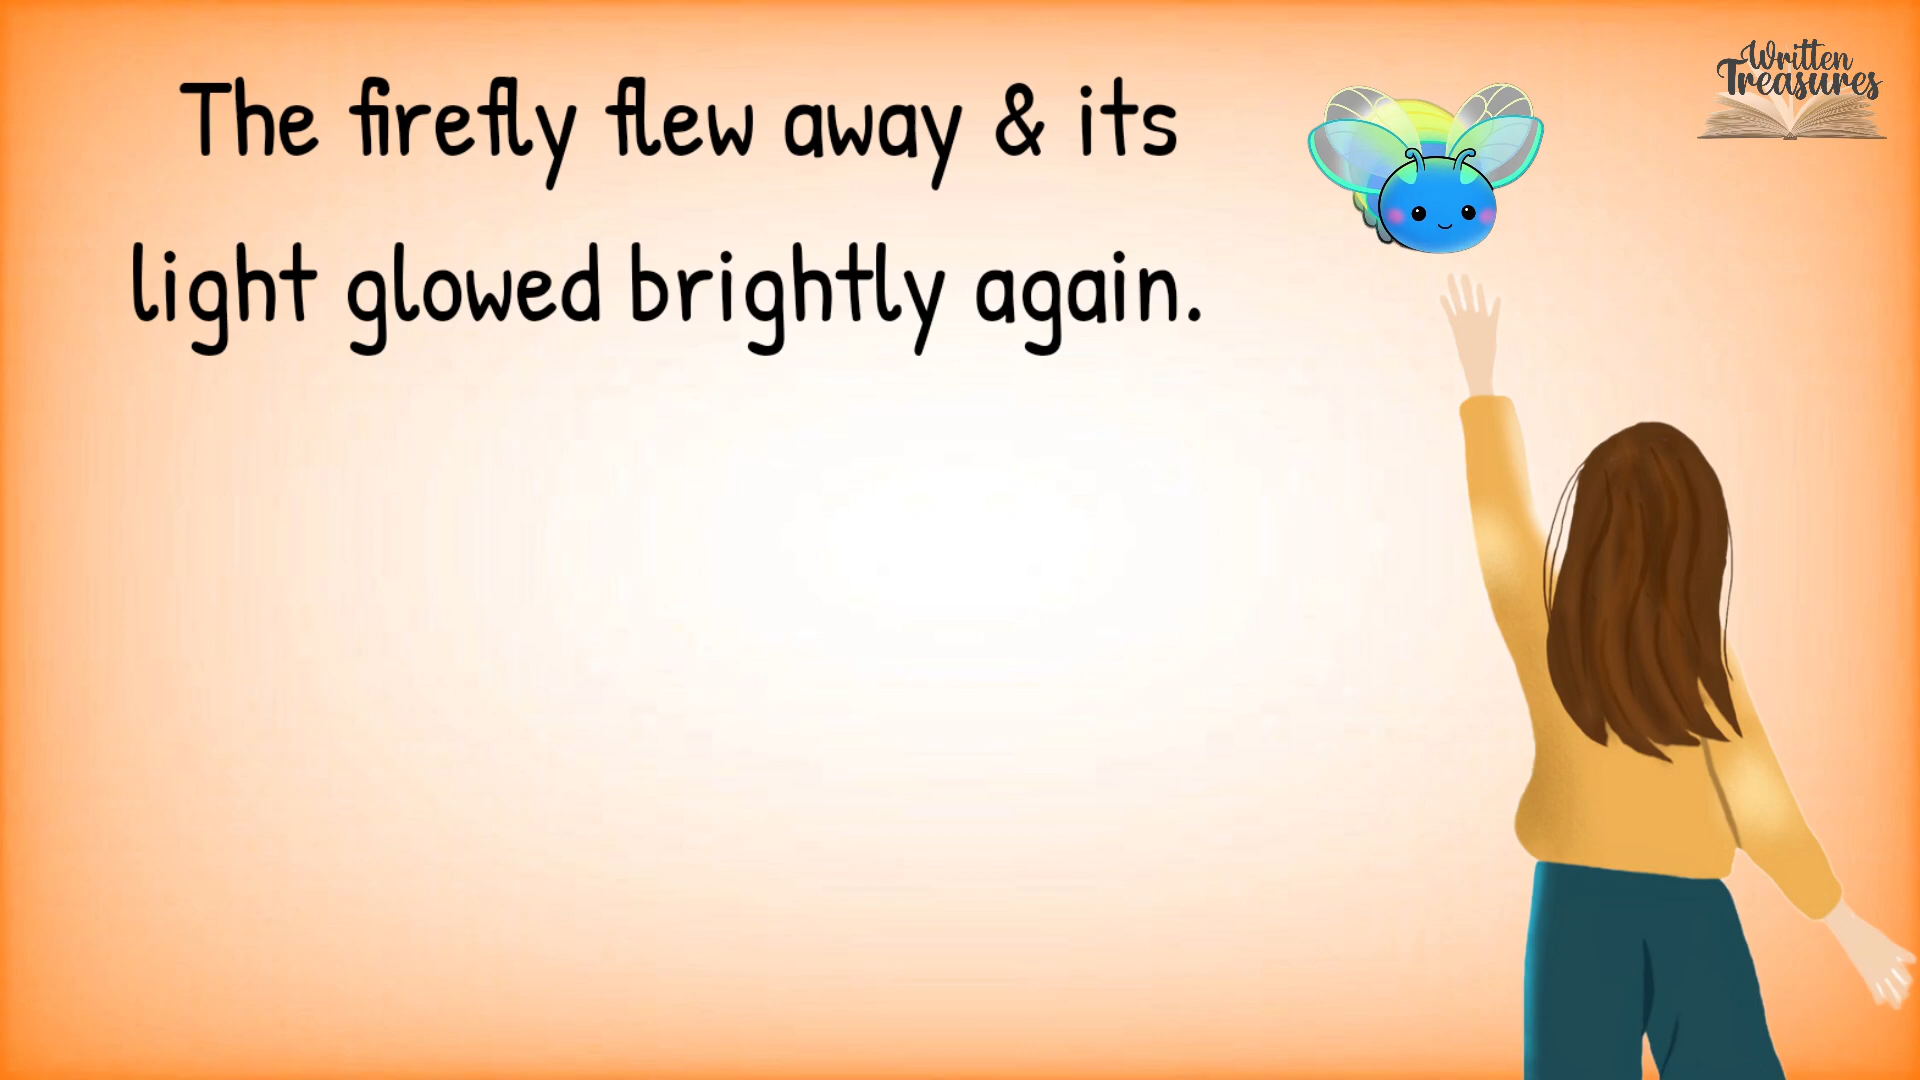 The firefly flew away & its
light glowed brightly again.
Written
Treasures